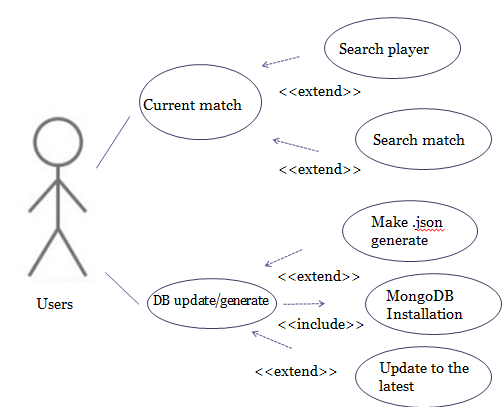 Search player
Current match
<<extend>>
Search match
<<extend>>
Make .json
generate
<<extend>>
Users
DB update/generate
MongoDB
Installation
<<include>>
<<extend>>
Update to the
latest